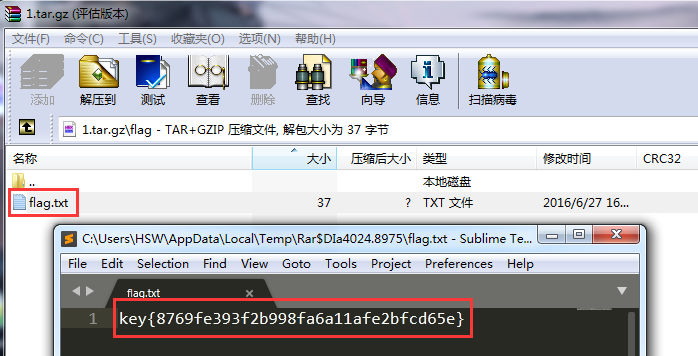 1.tar.gz (评估版本)
文件(F) 命令(C) 工具(S) 收藏夹(O) 选项(N) 帮助(H)
添加 解压到 测试 查看 删除 查找 向导 信息 扫描病毒
1.tar.gz\flag - TAR+GZIP 压缩文件, 解包大小为 37 字节
名称 大小 压缩后大小 类型 修改时间 CRC32
.. 本地磁盘
flag.txt 37 ? TXT 文件 2016/6/27 16...
C:\Users\HSW\AppData\Local\Temp\Rar$DIa4024.8975\flag.txt - Sublime Te...
File Edit Selection Find View Goto Tools Project Preferences Help
flag.txt
1 key{8769fe393f2b998fa6a11afe2bfcd65e}